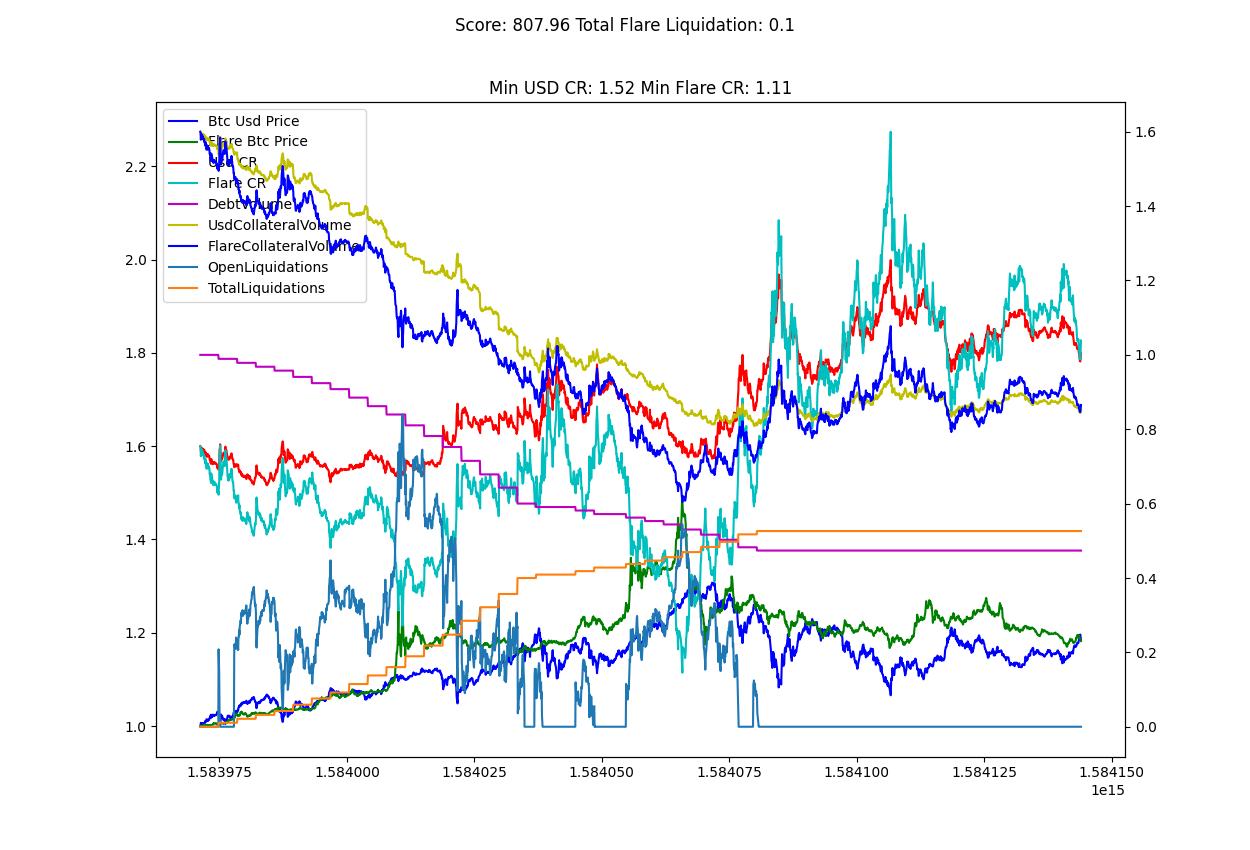 Score: 807.96 Total Flare Liquidation: 0.1
Min USD CR: 1.52 Min Flare CR: 1.11
Btc Usd Price
Flare Btc Price
Usd CR
Flare CR
DebtVolume
UsdCollateralVolume
FlareCollateralVolume
OpenLiquidations
TotalLiquidations
2.2
2.0
1.8
1.6
1.4
1.2
1.0
1.6
1.4
1.2
1.0
0.8
0.6
0.4
0.2
0.0
1.583975
1.584000
1.584025
1.584050
1.584075
1.584100
1.584125
1.584150
1e15